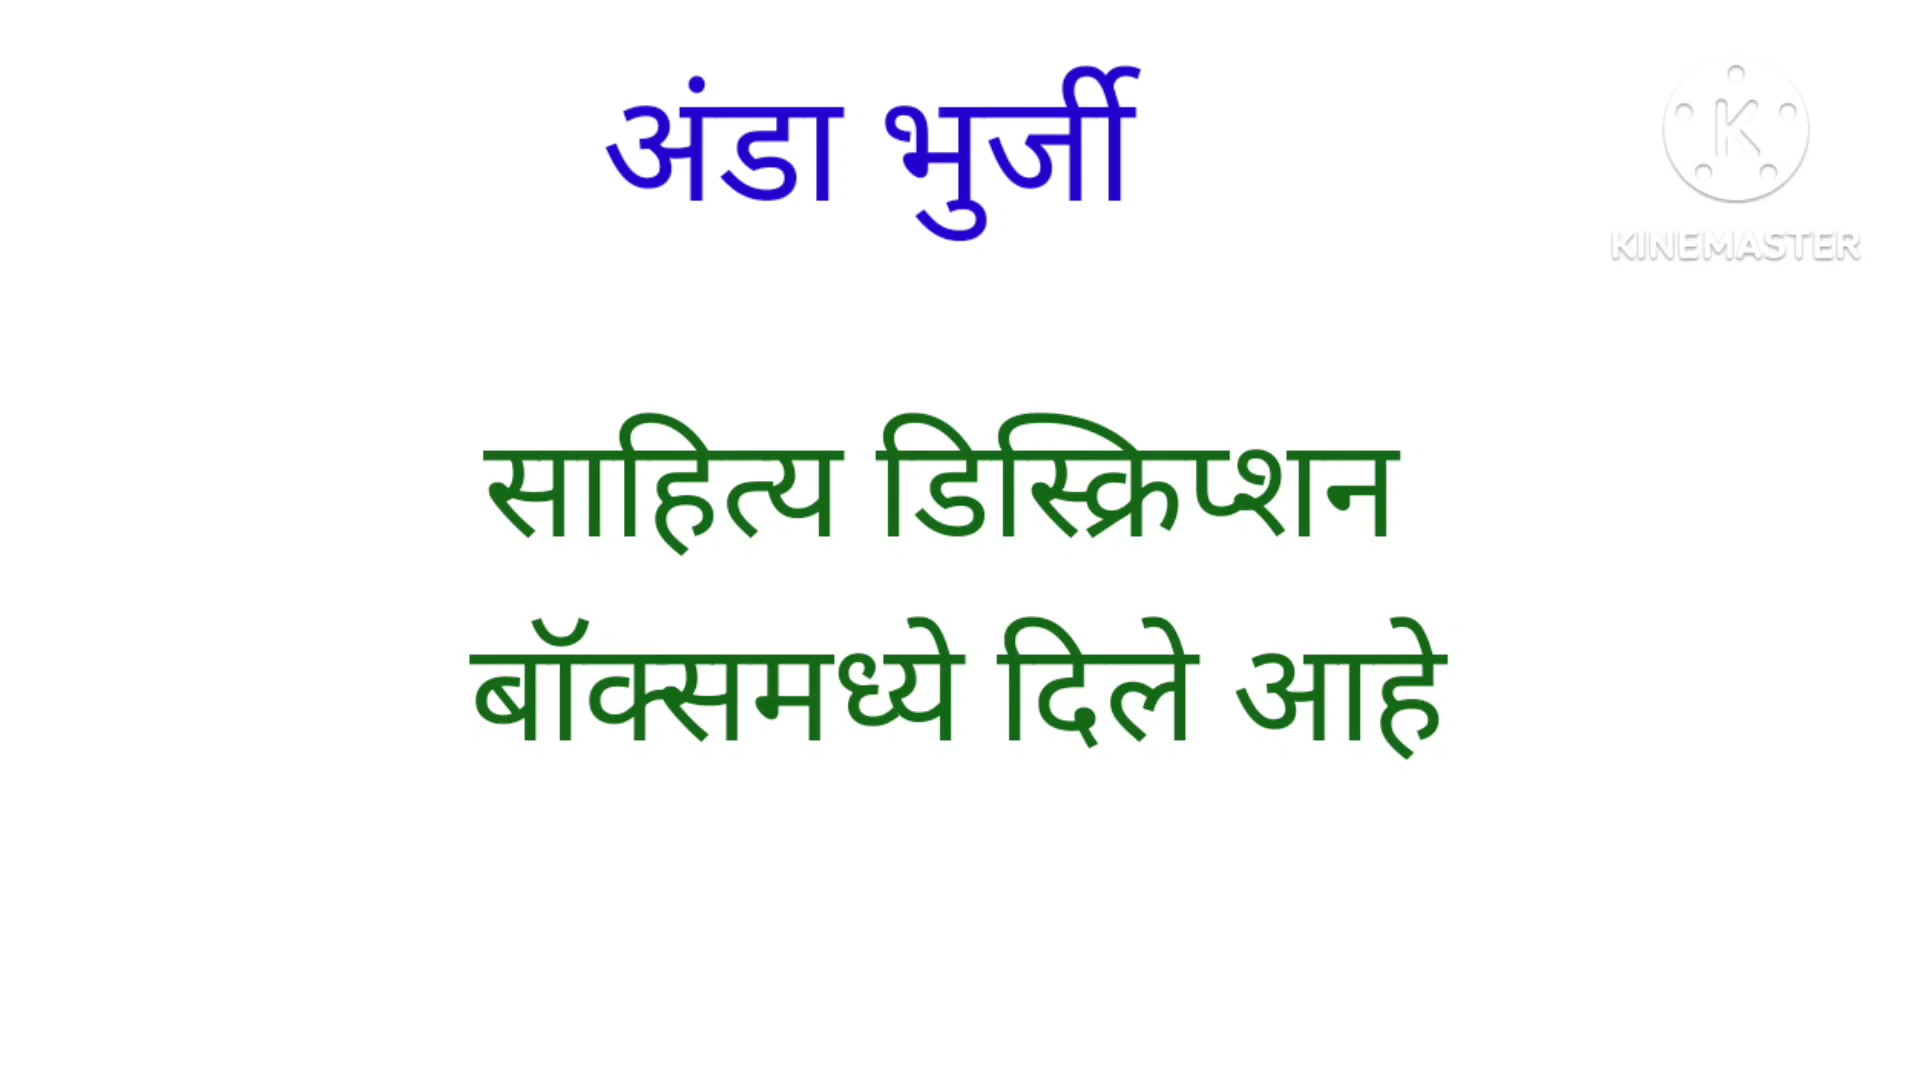 अंडा भुर्जी
KINEMASTER
साहित्य डिस्क्रिप्शन
बॉक्समध्ये दिले आहे